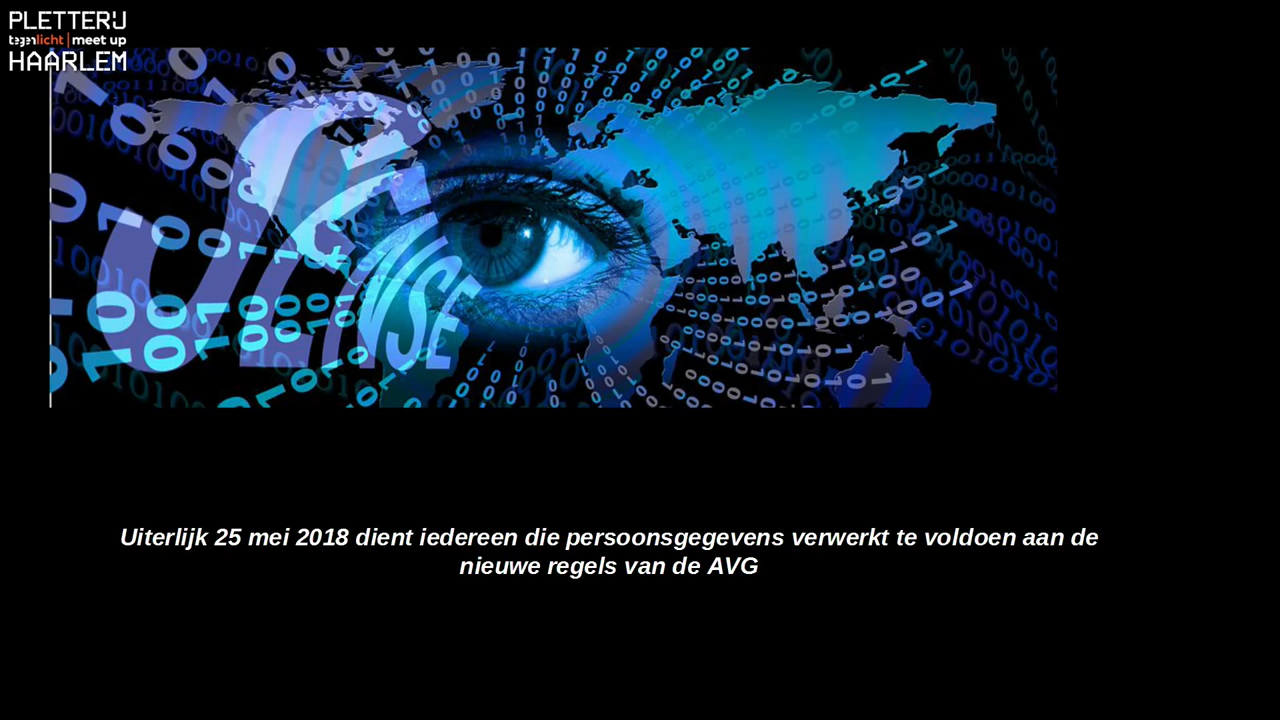 PLETTERIJ
tegenlicht | meet up
HAARLEM
Uiterlijk 25 mei 2018 dient iedereen die persoonsgegevens verwerkt te voldoen aan de
nieuwe regels van de AVG